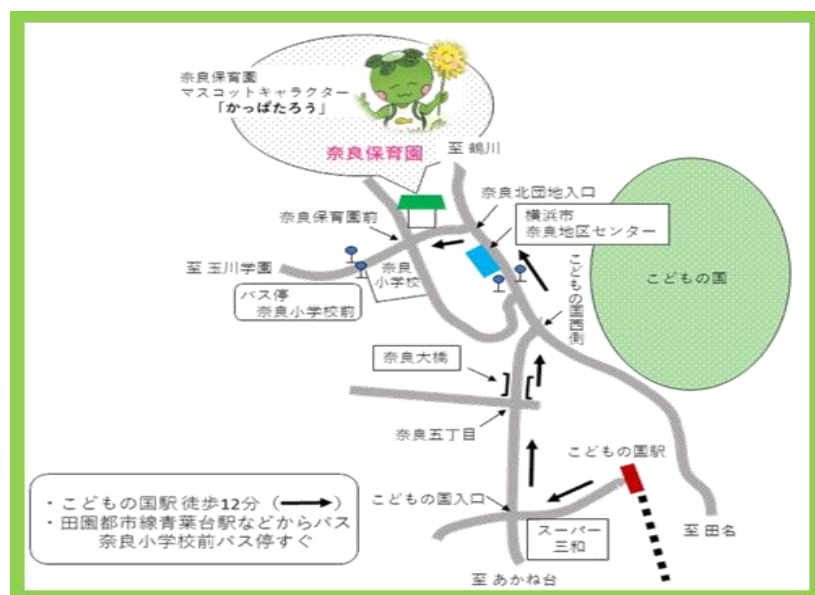 奈良保育園
マスコットキャラクター
「かっぱたろう」
奈良保育園
至 鶴川
奈良北団地入口
奈良保育園前
横浜市
奈良地区センター
至 玉川学園
奈良
小学校
バス停
奈良小学校前
こどもの国西側
こどもの国
奈良大橋
奈良五丁目
こどもの国駅
こどもの国入口
スーパー
三和
至 田名
至 あかね台
・こどもの国駅 徒歩12分（→）
・田園都市線青葉台駅などからバス
奈良小学校前バス停すぐ